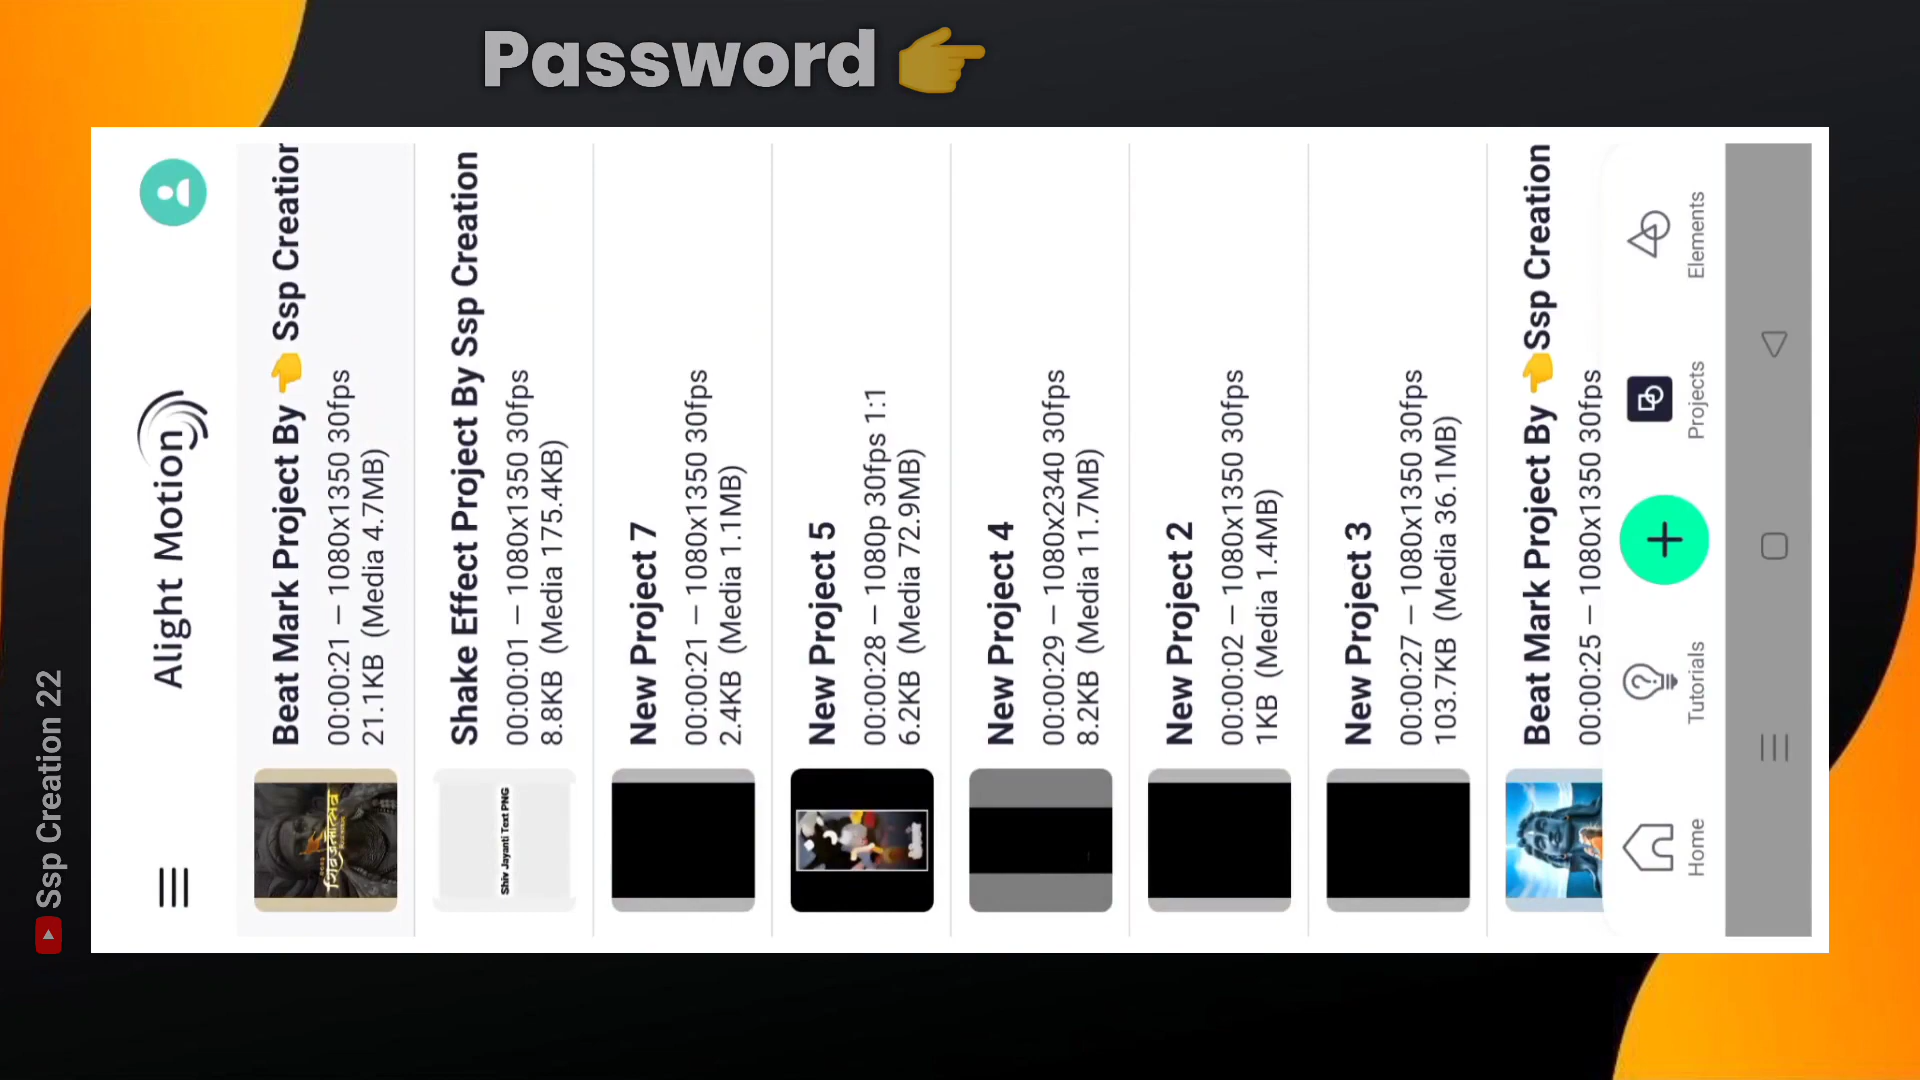 Password 👉
Ssp Creation 22
Alight Motion
Beat Mark Project By 👈 Ssp Creation
00:00:21 — 1080x1350 30fps
21.1KB (Media 4.7MB)
Shake Effect Project By Ssp Creation
00:00:01 — 1080x1350 30fps
8.8KB (Media 175.4KB)
Shiv Jayanti Text PNG
New Project 7
00:00:21 — 1080x1350 30fps
2.4KB (Media 1.1MB)
New Project 5
00:00:28 — 1080p 30fps 1:1
6.2KB (Media 72.9MB)
New Project 4
00:00:29 — 1080x2340 30fps
8.2KB (Media 11.7MB)
New Project 2
00:00:02 — 1080x1350 30fps
1KB (Media 1.4MB)
New Project 3
00:00:27 — 1080x1350 30fps
103.7KB (Media 36.1MB)
Beat Mark Project By 👈Ssp Creation
00:00:25 — 1080x1350 30fps
Home
Tutorials
Projects
Elements